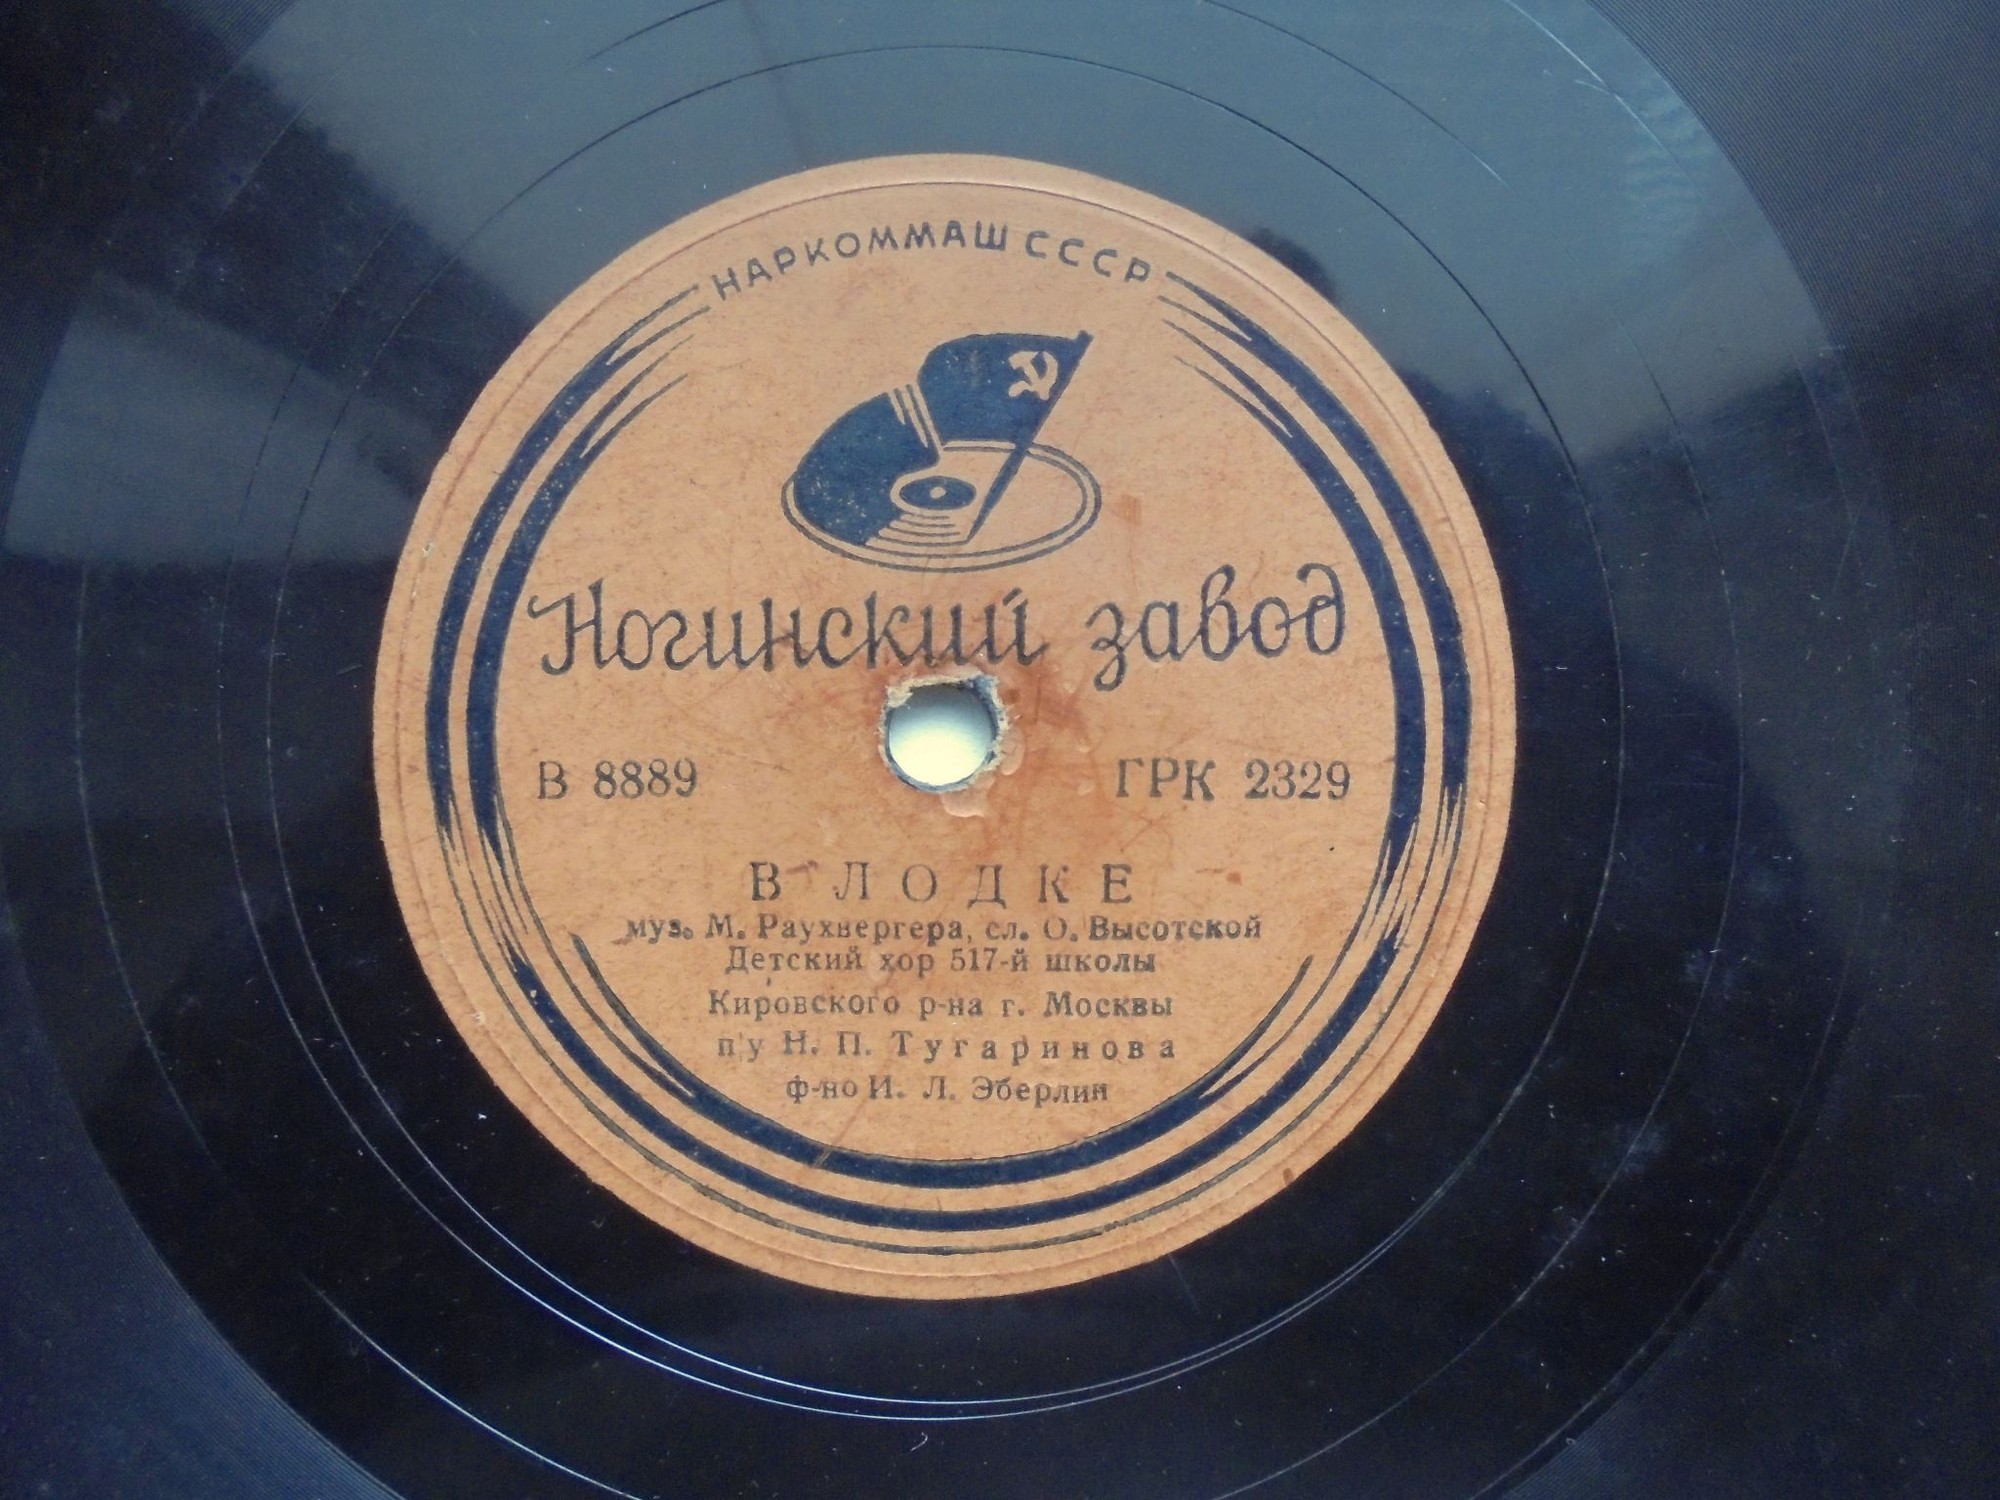 НАРКОММАШ СССР
Ногинский завод
В 8889 ГРК 2329
В ЛОДКЕ
муз. М. Раухвергера, сл. О. Высотской
Детский хор 517-й школы
Кировского р-на г. Москвы
п/у Н. П. Тугаринова
ф-но И. Л. Эберлин